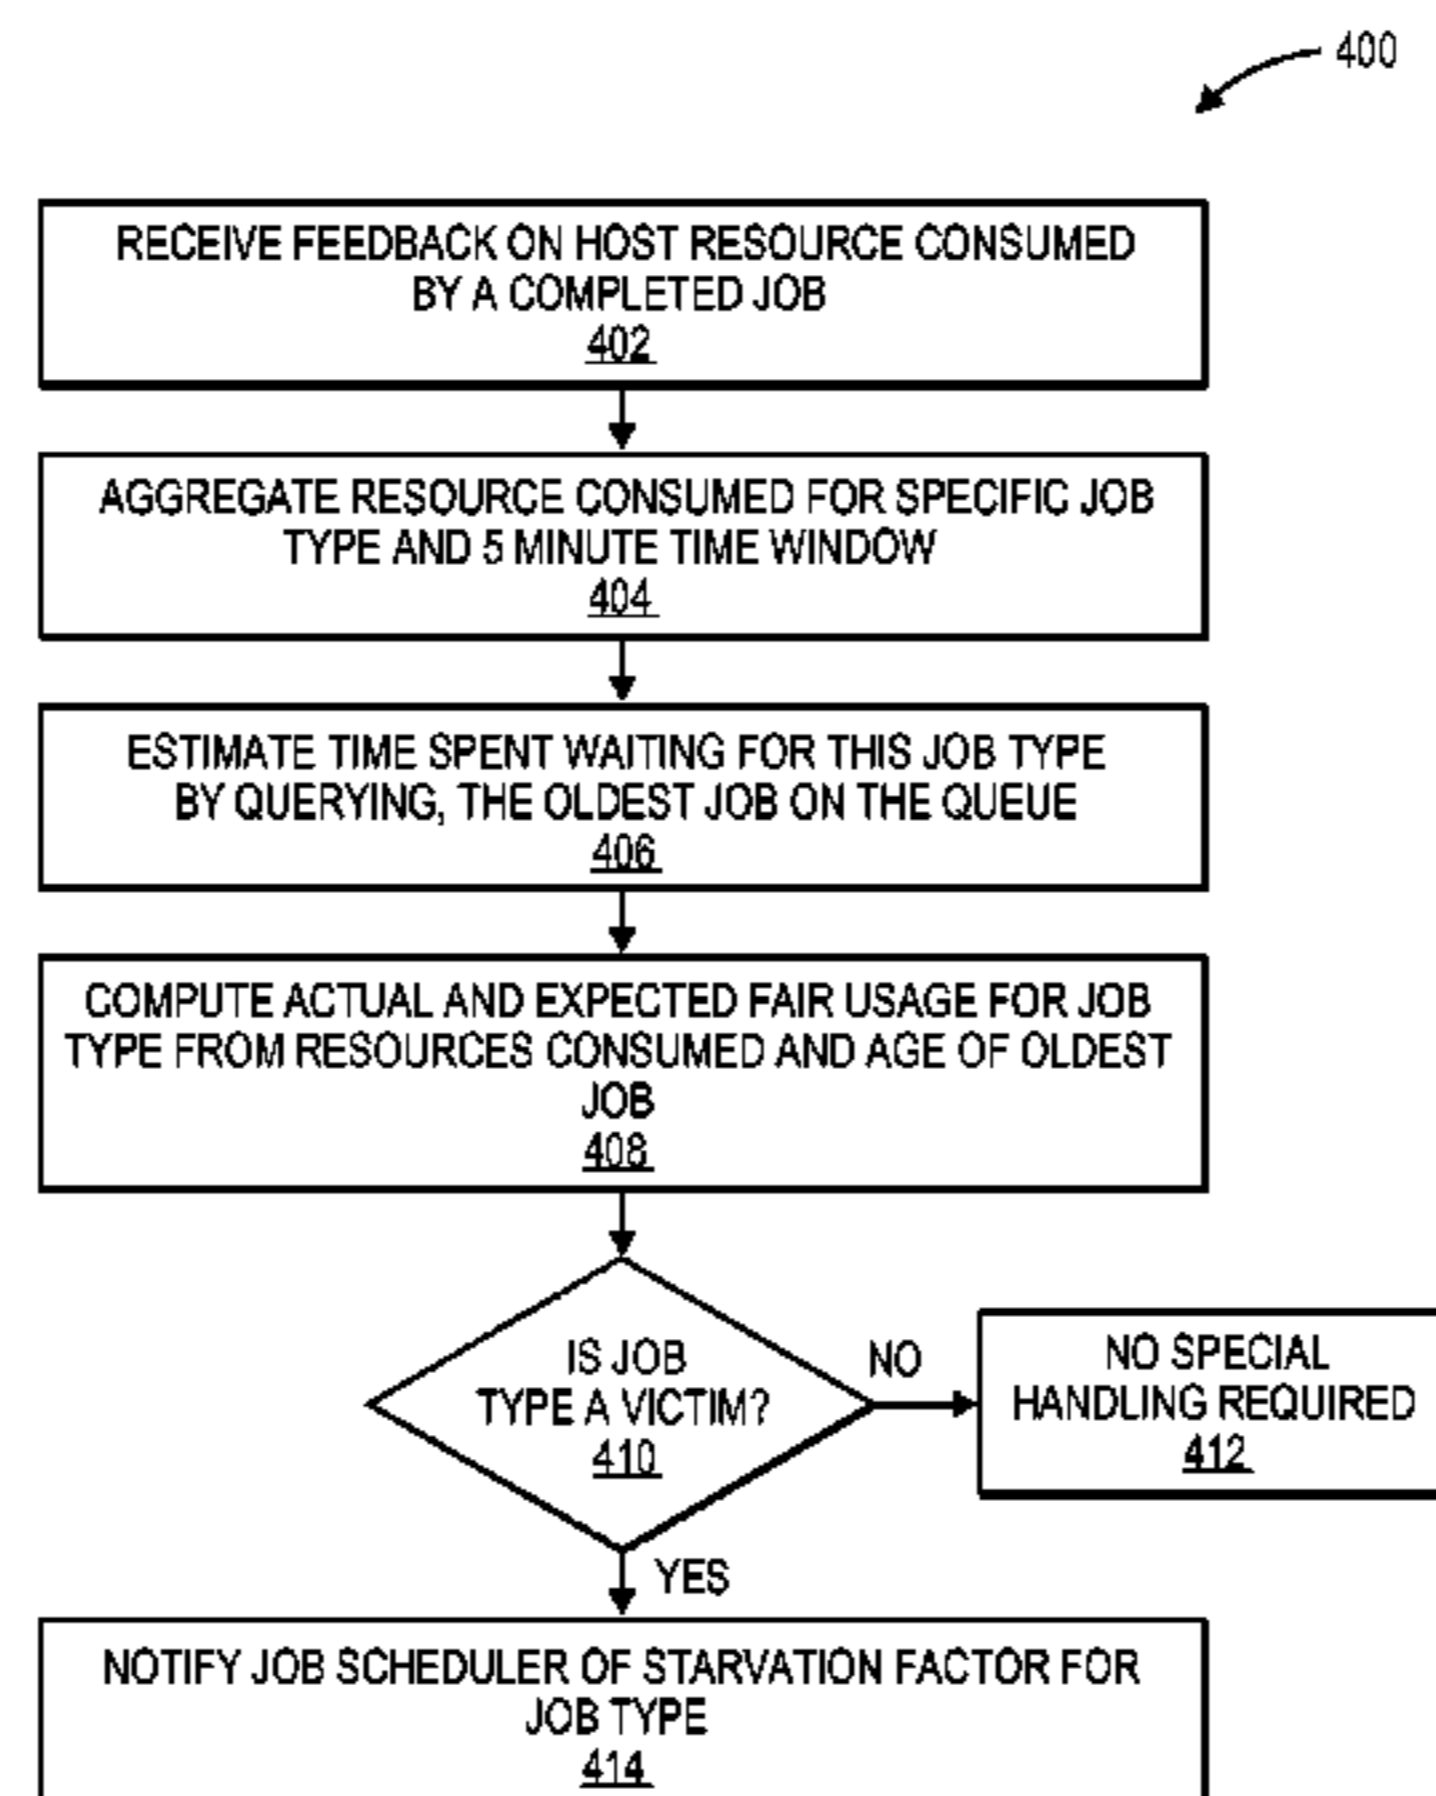 400
RECEIVE FEEDBACK ON HOST RESOURCE CONSUMED
BY A COMPLETED JOB
402
AGGREGATE RESOURCE CONSUMED FOR SPECIFIC JOB
TYPE AND 5 MINUTE TIME WINDOW
404
ESTIMATE TIME SPENT WAITING FOR THIS JOB TYPE
BY QUERYING, THE OLDEST JOB ON THE QUEUE
406
COMPUTE ACTUAL AND EXPECTED FAIR USAGE FOR JOB
TYPE FROM RESOURCES CONSUMED AND AGE OF OLDEST
JOB
408
IS JOB
TYPE A VICTIM?
410
NO
NO SPECIAL
HANDLING REQUIRED
412
YES
NOTIFY JOB SCHEDULER OF STARVATION FACTOR FOR
JOB TYPE
414